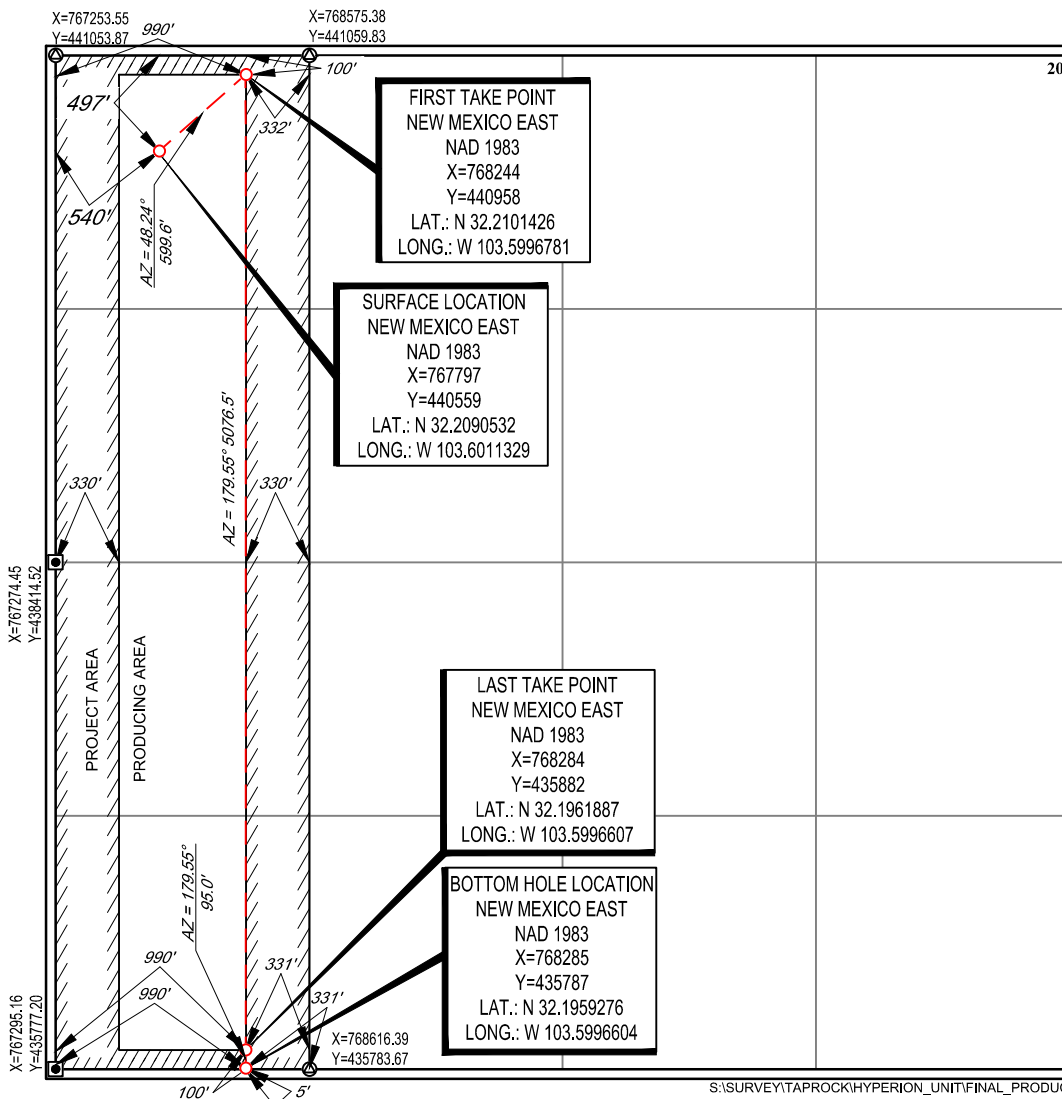 X=767253.55
Y=441053.87
990'
X=768575.38
Y=441059.83
20
100'
497'
332'
FIRST TAKE POINT
NEW MEXICO EAST
NAD 1983
X=768244
Y=440958
LAT.: N 32.2101426
LONG.: W 103.5996781
540'
AZ = 48.24°
599.6'
SURFACE LOCATION
NEW MEXICO EAST
NAD 1983
X=767797
Y=440559
LAT.: N 32.2090532
LONG.: W 103.6011329
AZ = 179.55° 5076.5'
330'
330'
X=767274.45
Y=438414.52
PROJECT AREA
PRODUCING AREA
LAST TAKE POINT
NEW MEXICO EAST
NAD 1983
X=768284
Y=435882
LAT.: N 32.1961887
LONG.: W 103.5996607
AZ = 179.55°
95.0'
BOTTOM HOLE LOCATION
NEW MEXICO EAST
NAD 1983
X=768285
Y=435787
LAT.: N 32.1959276
LONG.: W 103.5996604
990'
331'
990'
331'
X=767295.16
Y=435777.20
X=768616.39
Y=435783.67
100'
5'
S:\SURVEY\TAPROCK\HYPERION_UNIT\FINAL_PRODUC